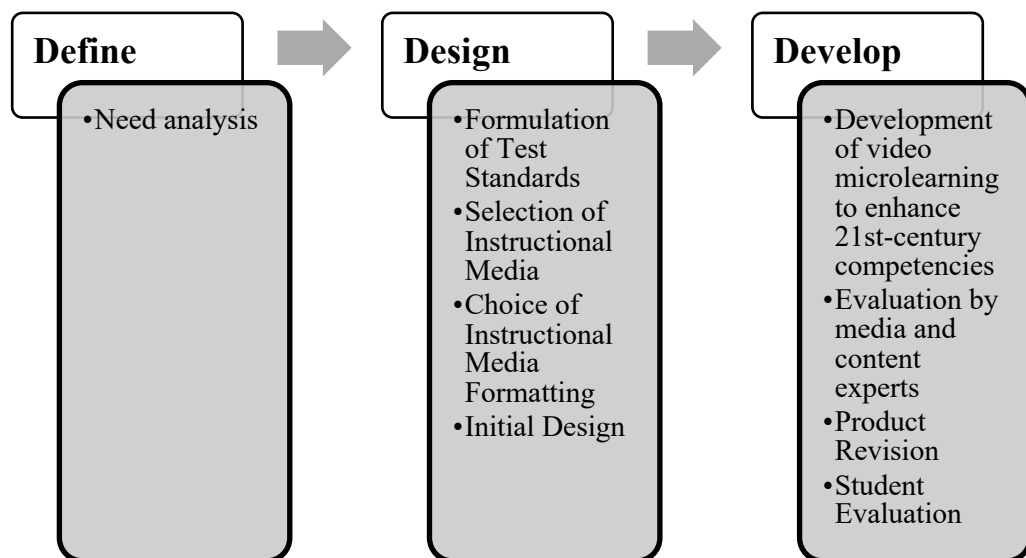 Define
•Need analysis
Design
•Formulation
of Test
Standards
•Selection of
Instructional
Media
•Choice of
Instructional
Media
Formatting
•Initial Design
Develop
•Development
of video
microlearning
to enhance
21st-century
competencies
•Evaluation by
media and
content
experts
•Product
Revision
•Student
Evaluation